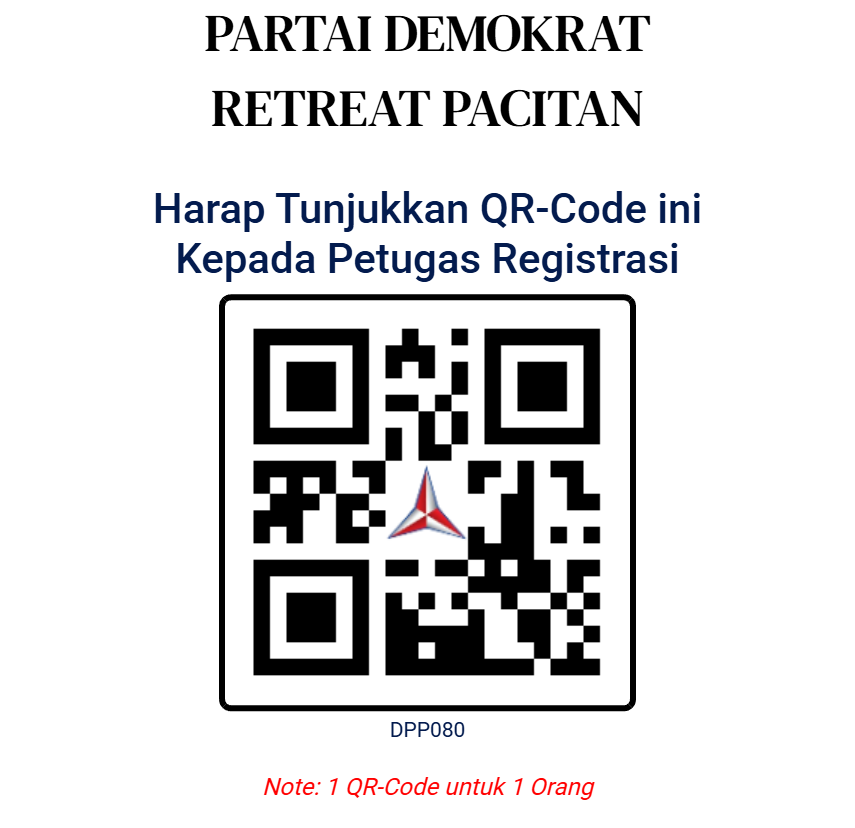 PARTAI DEMOKRAT
RETREAT PACITAN
Harap Tunjukkan QR-Code ini
Kepada Petugas Registrasi
DPP080
Note: 1 QR-Code untuk 1 Orang